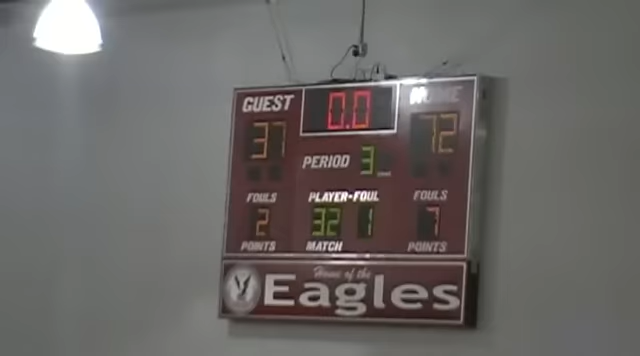 GUEST 0.0 HOME
37 72
PERIOD 3
FOULS PLAYER-FOUL FOULS
2 32 1 7
POINTS MATCH POINTS
Home of the
Eagles